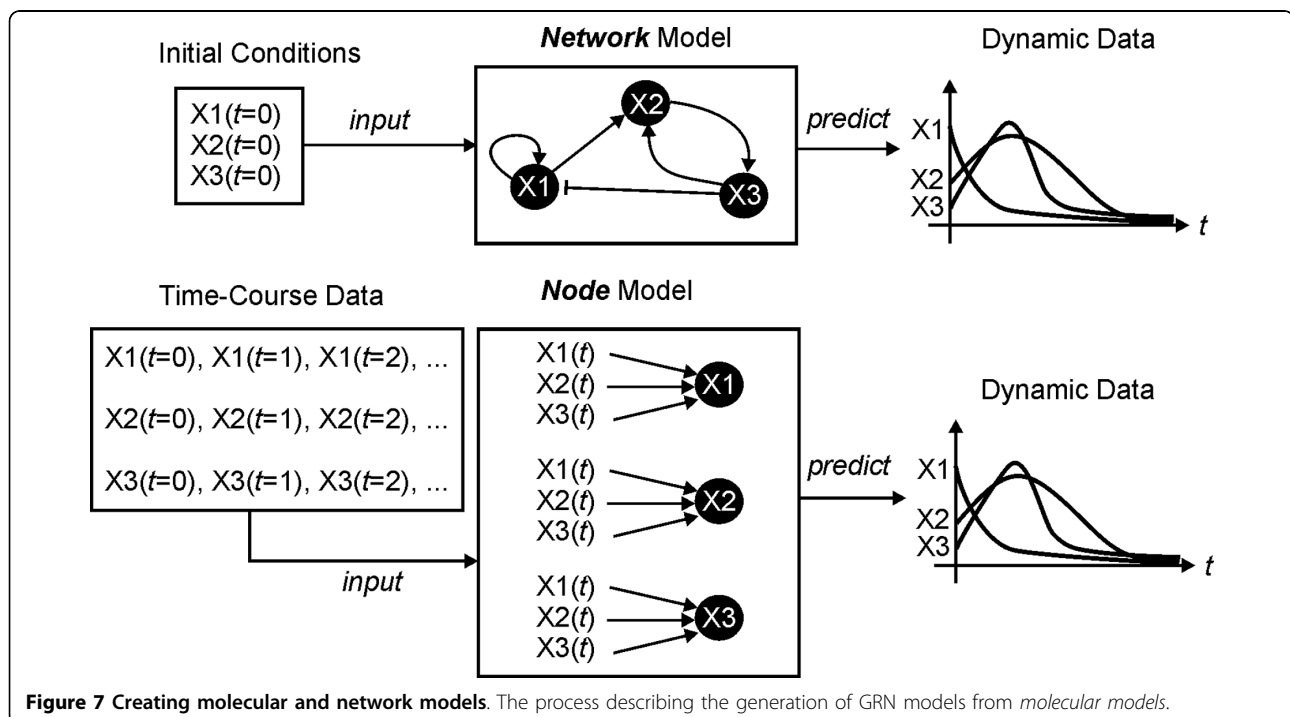 Initial Conditions
X1(t=0)
X2(t=0)
X3(t=0)
input
Network Model
X2
X1
X3
predict
Dynamic Data
X1
X2
X3
t
Time-Course Data
X1(t=0), X1(t=1), X1(t=2), ...
X2(t=0), X2(t=1), X2(t=2), ...
X3(t=0), X3(t=1), X3(t=2), ...
input
Node Model
X1(t)
X2(t)
X3(t)
X1
X1(t)
X2(t)
X3(t)
X2
X1(t)
X2(t)
X3(t)
X3
predict
Dynamic Data
X1
X2
X3
t
Figure 7 Creating molecular and network models. The process describing the generation of GRN models from molecular models.